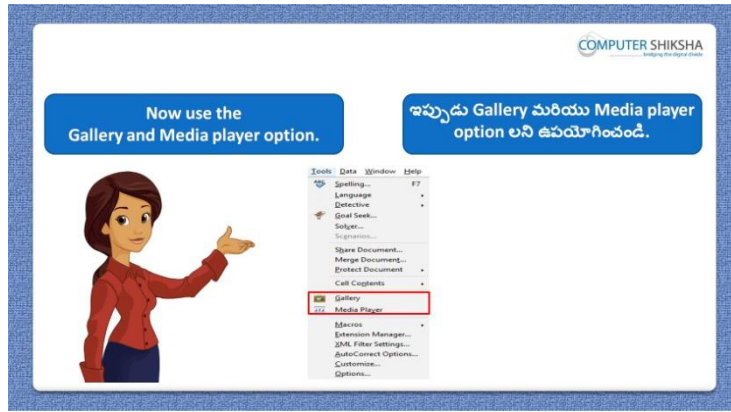 COMPUTER SHIKSHA
bridging the digital divide
Now use the
Gallery and Media player option.
ఇప్పుడు Gallery మరియు Media player
option లని ఉపయోగించండి.
Tools Data Window Help
Spelling... F7
Language
Detective
Goal Seek...
Solver...
Scenarios...
Share Document...
Merge Document...
Protect Document
Cell Contents
Gallery
Media Player
Macros
Extension Manager...
XML Filter Settings...
AutoCorrect Options...
Customize...
Options...